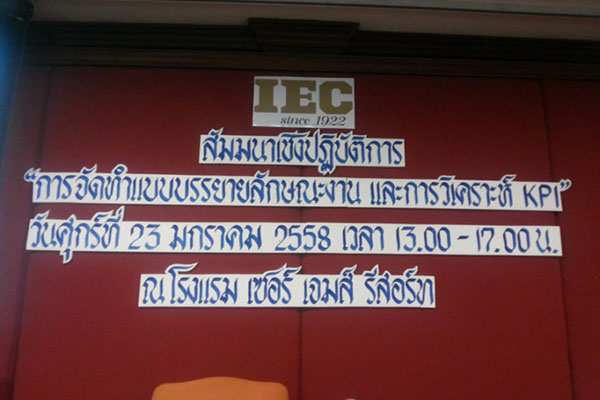 IEC
since 1922
สัมมนาเชิงปฏิบัติการ
“การจัดทำแบบบรรยายลักษณะงาน และการวิเคราะห์ KPI”
วันศุกร์ที่ 23 มกราคม 2558 เวลา 13.00 - 17.00 น.
ณ โรงแรม เซอร์ เจมส์ รีสอร์ท